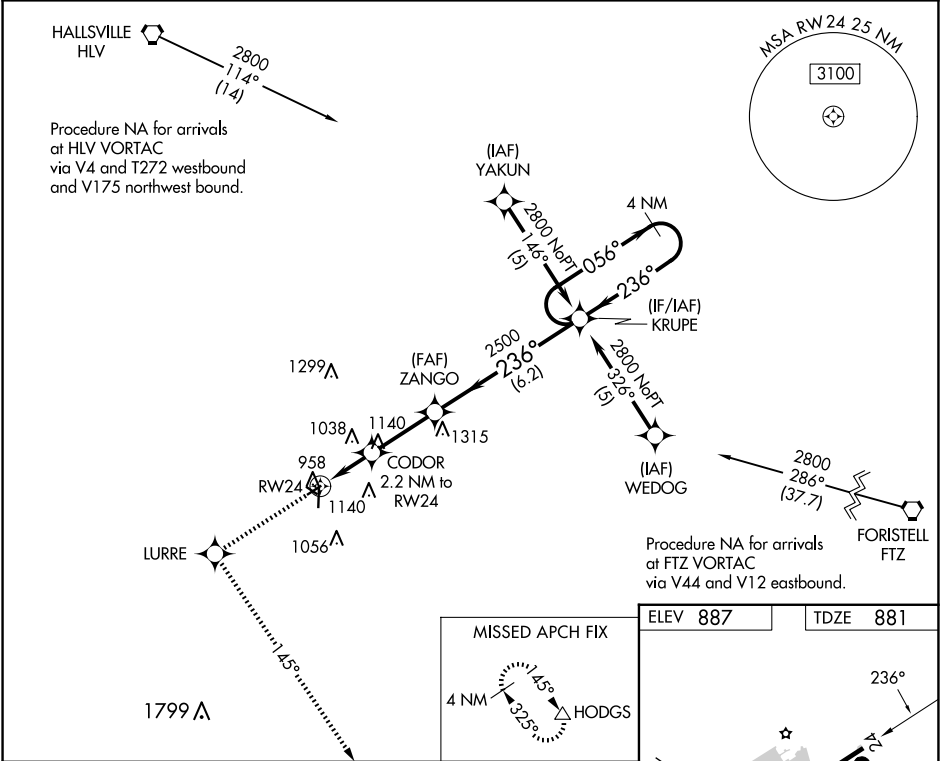 HALLSVILLE
HLV
2800
114°
(14)
Procedure NA for arrivals
at HLV VORTAC
via V4 and T272 westbound
and V175 northwest bound.
MSA RW 24 25 NM
3100
(IAF)
YAKUN
2800 NoPT
146°
(5)
4 NM
056°
236°
(IF/IAF)
KRUPE
2500
236°
(6.2)
(FAF)
ZANGO
1299
1038
1140
1315
CODOR
2.2 NM to
RW24
958
RW24
1140
1056
2800 NoPT
326°
(5)
(IAF)
WEDOG
2800
286°
(37.7)
FORISTELL
FTZ
Procedure NA for arrivals
at FTZ VORTAC
via V44 and V12 eastbound.
LURRE
145°
1799
MISSED APCH FIX
4 NM
145°
325°
HODGS
ELEV 887
TDZE 881
236°
24